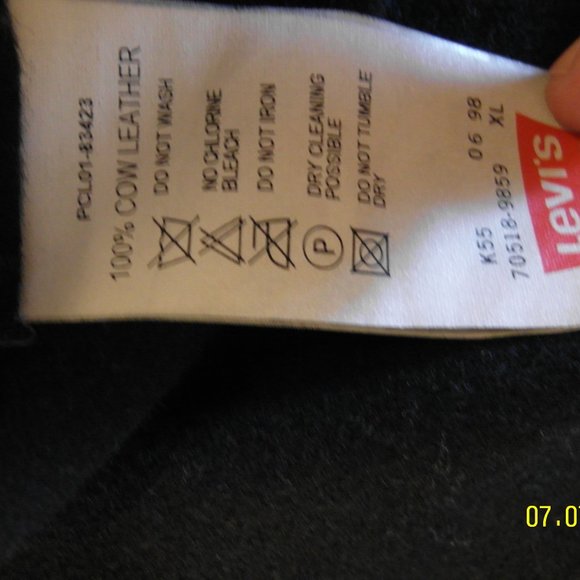 PCL01-83423
100% COW LEATHER
DO NOT WASH
NO CHLORINE
BLEACH
DO NOT IRON
DRY CLEANING
POSSIBLE
P
DO NOT TUMBLE
DRY
K55 06 98
70518-9859 XL
Levi's
07.0